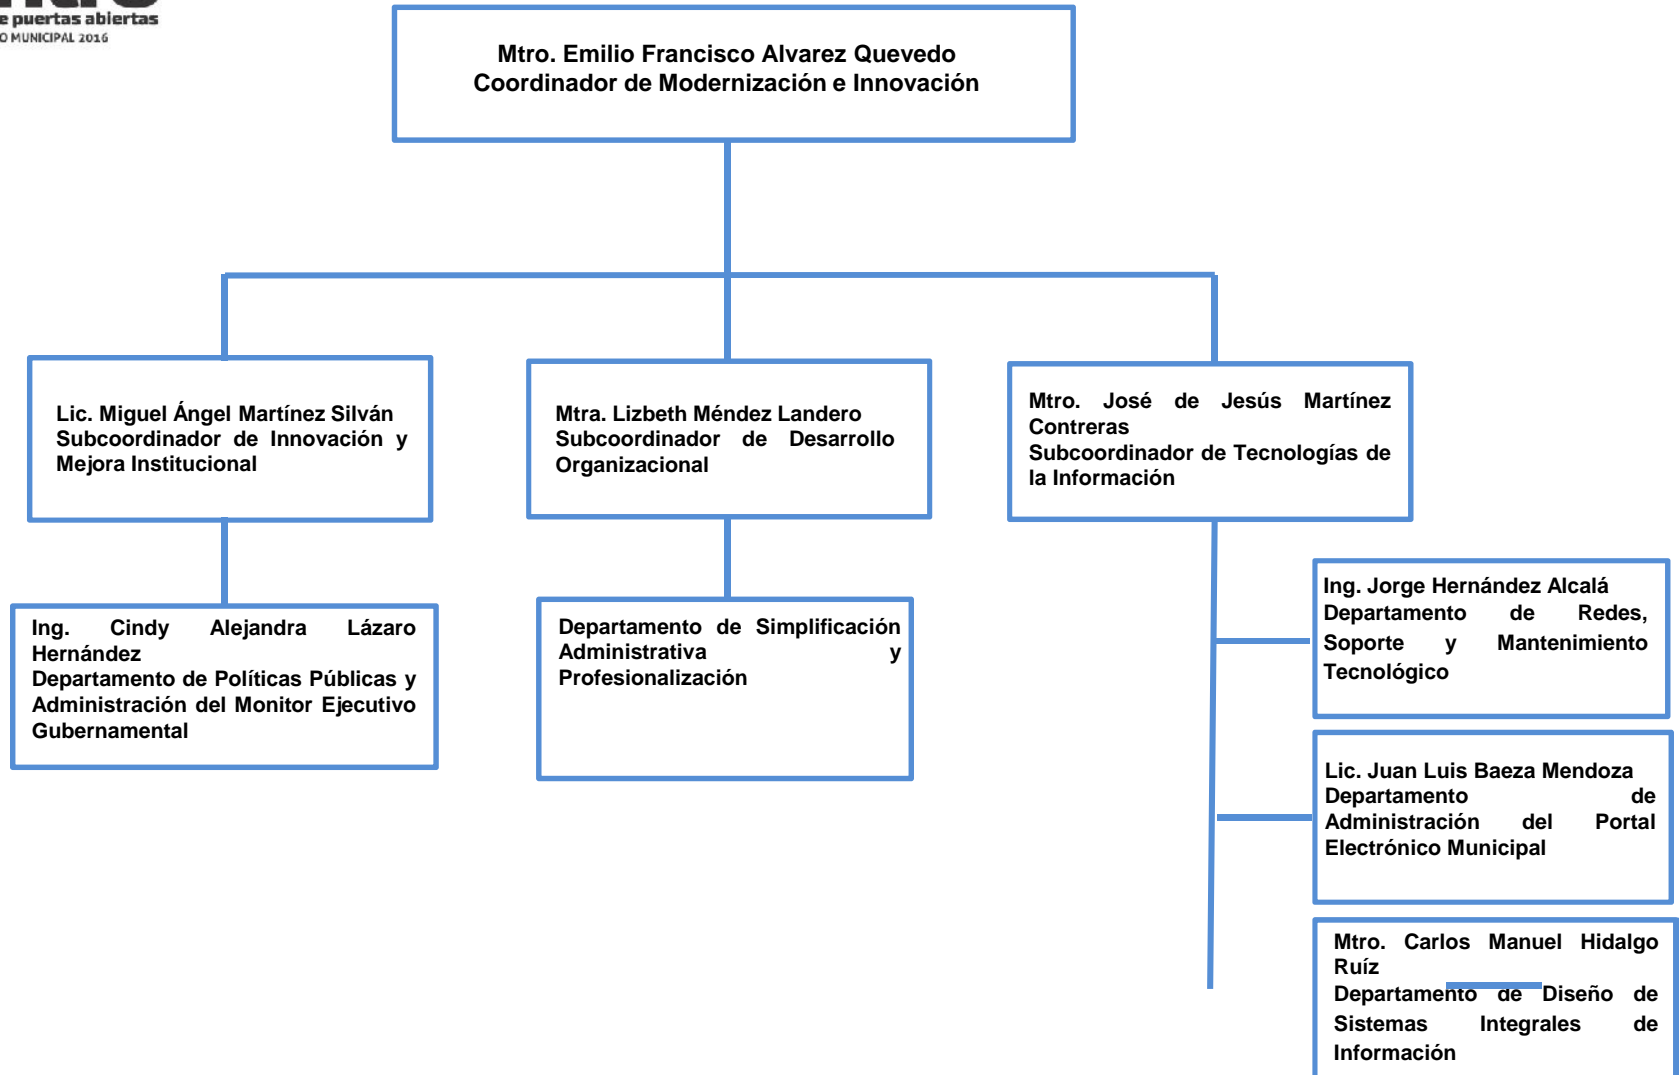 e puertas abiertas
O MUNICIPAL 2016
Mtro. Emilio Francisco Alvarez Quevedo
Coordinador de Modernización e Innovación
Lic. Miguel Ángel Martínez Silván
Subcoordinador de Innovación y
Mejora Institucional
Mtra. Lizbeth Méndez Landero
Subcoordinador de Desarrollo
Organizacional
Mtro. José de Jesús Martínez
Contreras
Subcoordinador de Tecnologías de
la Información
Ing. Cindy Alejandra Lázaro
Hernández
Departamento de Políticas Públicas y
Administración del Monitor Ejecutivo
Gubernamental
Departamento de Simplificación
Administrativa y
Profesionalización
Ing. Jorge Hernández Alcalá
Departamento de Redes,
Soporte y Mantenimiento
Tecnológico
Lic. Juan Luis Baeza Mendoza
Departamento de
Administración del Portal
Electrónico Municipal
Mtro. Carlos Manuel Hidalgo
Ruíz
Departamento de Diseño de
Sistemas Integrales de
Información